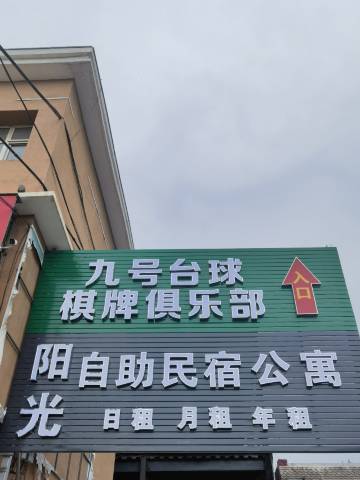 九号台球
棋牌俱乐部
入口
阳光
自助民宿公寓
日租 月租 年租